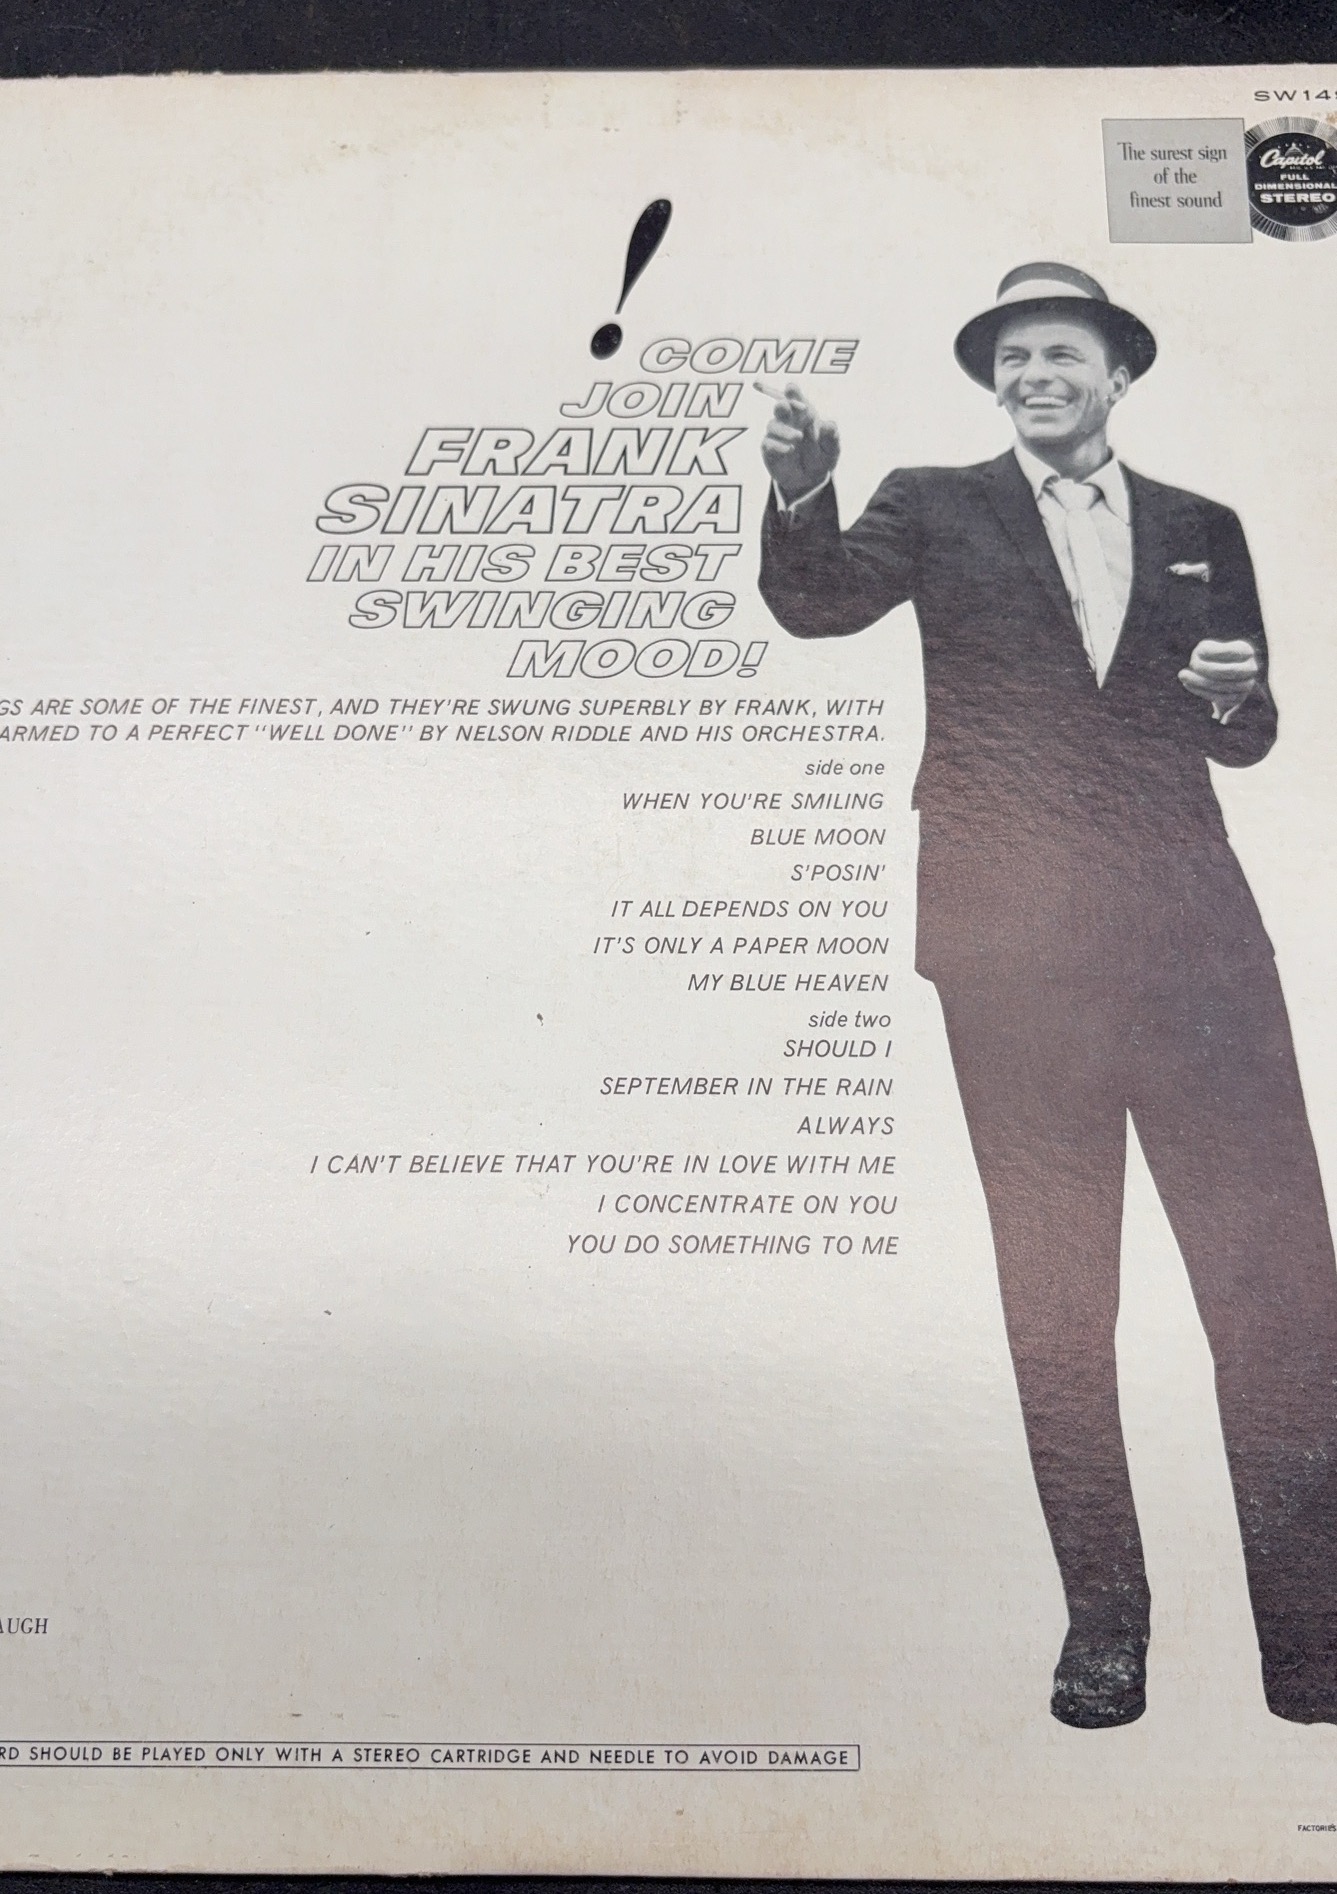 SW149
The surest sign
of the
finest sound
Capitol
FULL
DIMENSIONAL
STEREO
!
COME
JOIN
FRANK
SINATRA
IN HIS BEST
SWINGING
MOOD!
GS ARE SOME OF THE FINEST, AND THEY'RE SWUNG SUPERBLY BY FRANK, WITH
ARMED TO A PERFECT "WELL DONE" BY NELSON RIDDLE AND HIS ORCHESTRA.
side one
WHEN YOU'RE SMILING
BLUE MOON
S'POSIN'
IT ALL DEPENDS ON YOU
IT'S ONLY A PAPER MOON
MY BLUE HEAVEN
side two
SHOULD I
SEPTEMBER IN THE RAIN
ALWAYS
I CAN'T BELIEVE THAT YOU'RE IN LOVE WITH ME
I CONCENTRATE ON YOU
YOU DO SOMETHING TO ME
AUGH
RD SHOULD BE PLAYED ONLY WITH A STEREO CARTRIDGE AND NEEDLE TO AVOID DAMAGE
FACTORIES